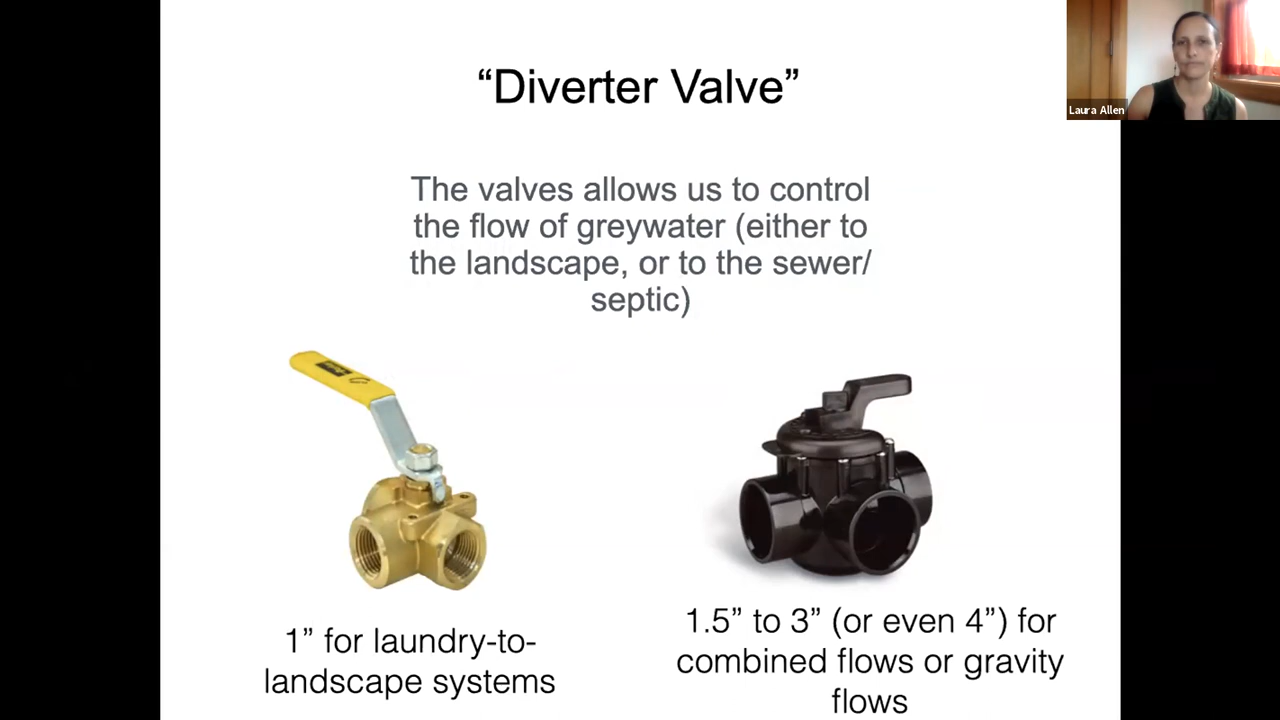 “Diverter Valve”
Laura Allen
The valves allows us to control
the flow of greywater (either to
the landscape, or to the sewer/
septic)
1” for laundry-to-
landscape systems
1.5” to 3” (or even 4”) for
combined flows or gravity
flows